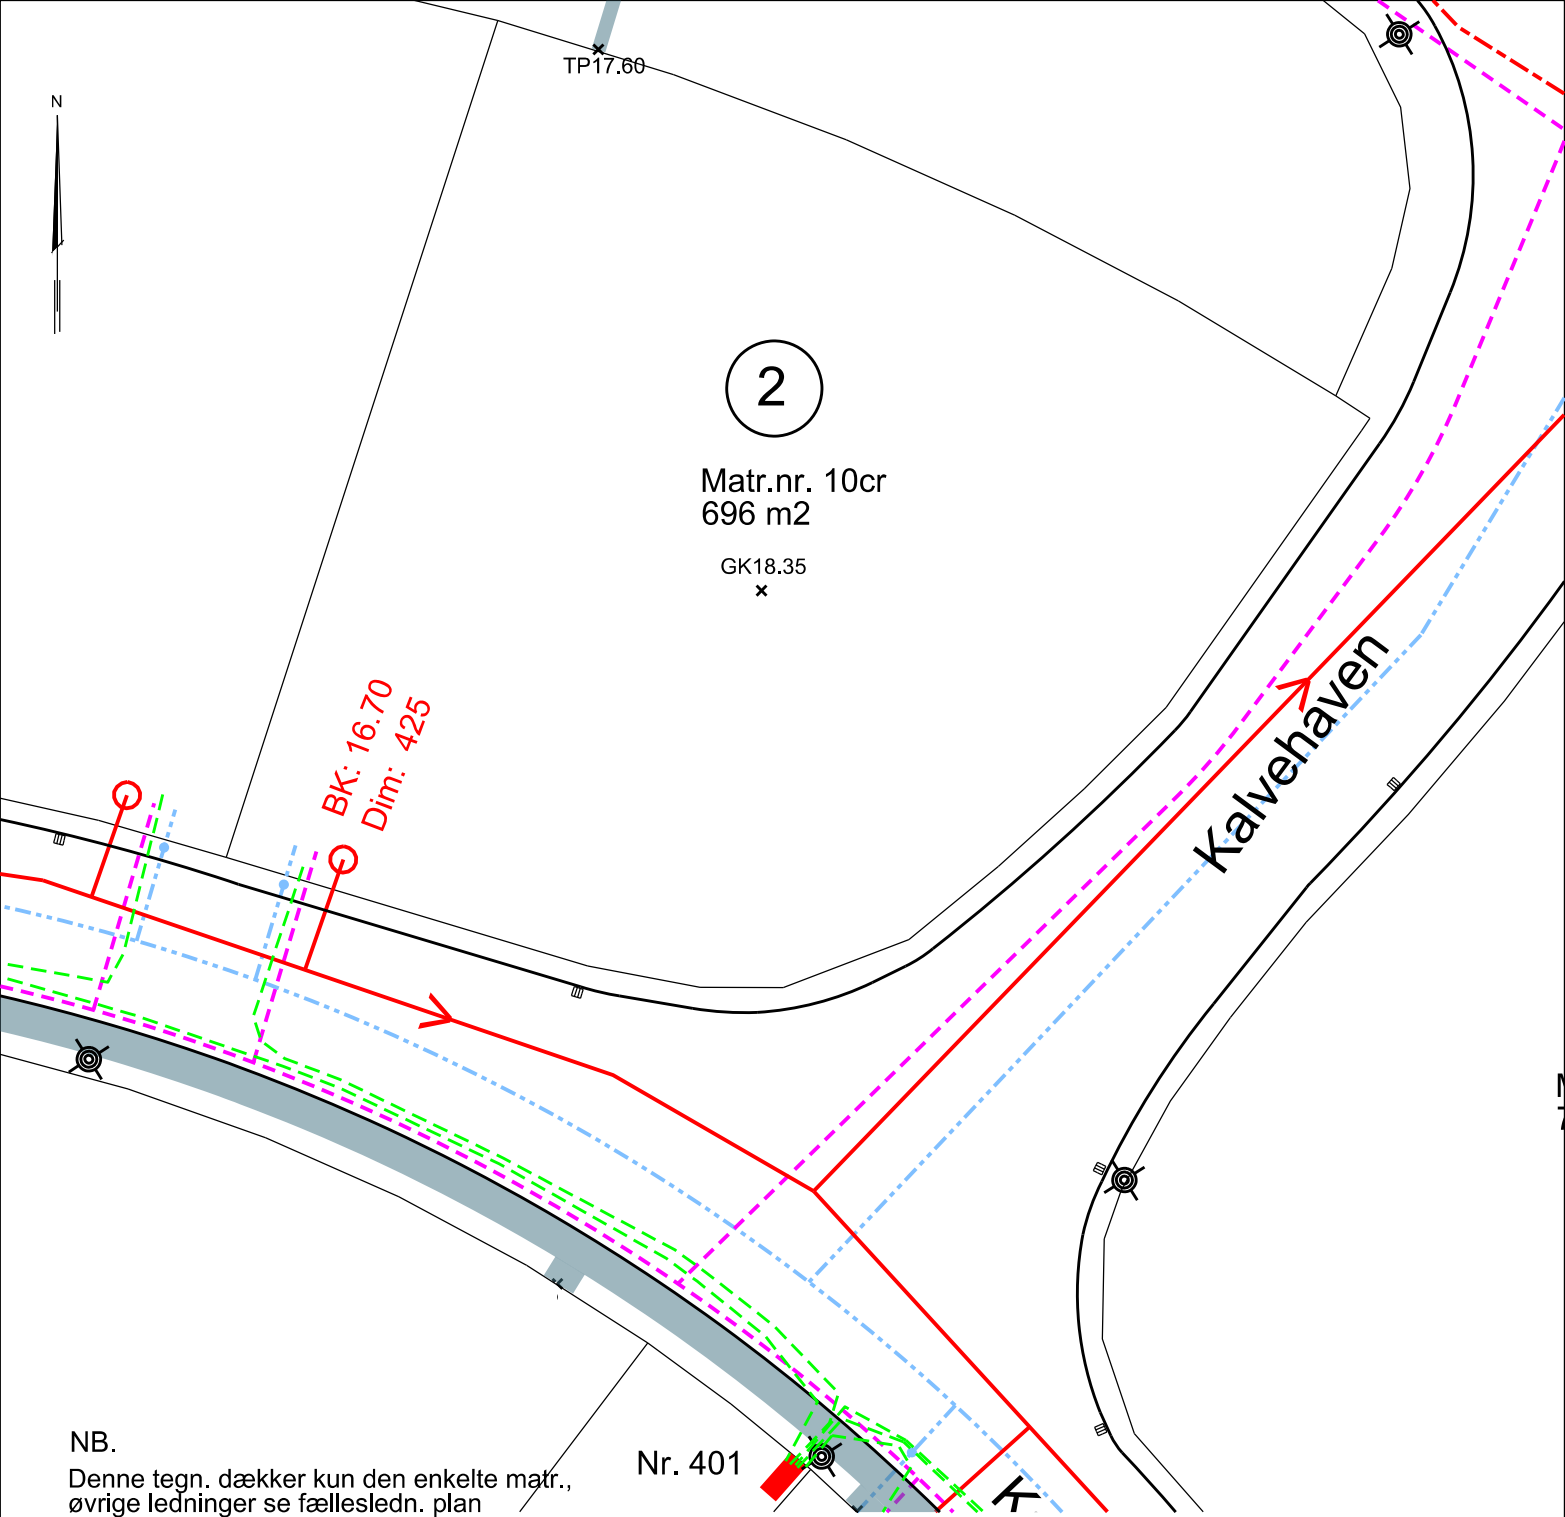 TP17.60
N
2
Matr.nr. 10cr
696 m2
GK18.35
BK: 16.70
Dim: 425
Kalvehaven
Nr. 401
K
NB.
Denne tegn. dækker kun den enkelte matr.,
øvrige ledninger se fællesledn. plan